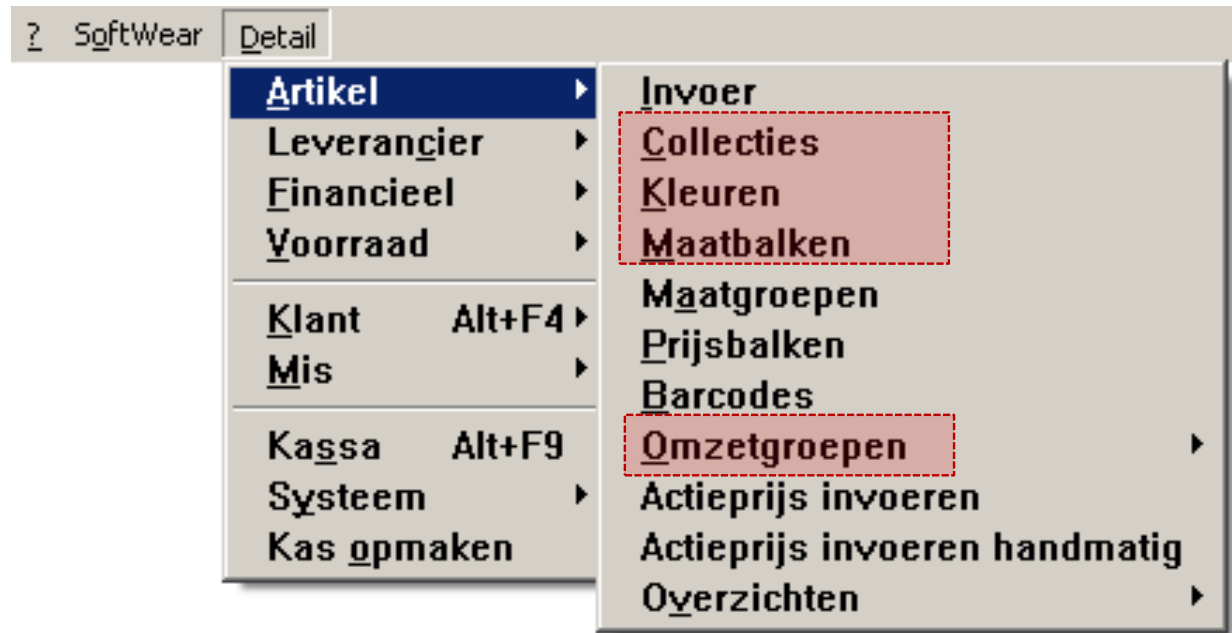 ? SoftWear Detail
Artikel
Leverancier
Financieel
Voorraad
Klant Alt+F4
Mis
Kassa Alt+F9
Systeem
Kas opmaken
Invoer
Collecties
Kleuren
Maatbalken
Maatgroepen
Prijsbalken
Barcodes
Omzetgroepen
Actieprijs invoeren
Actieprijs invoeren handmatig
Overzichten